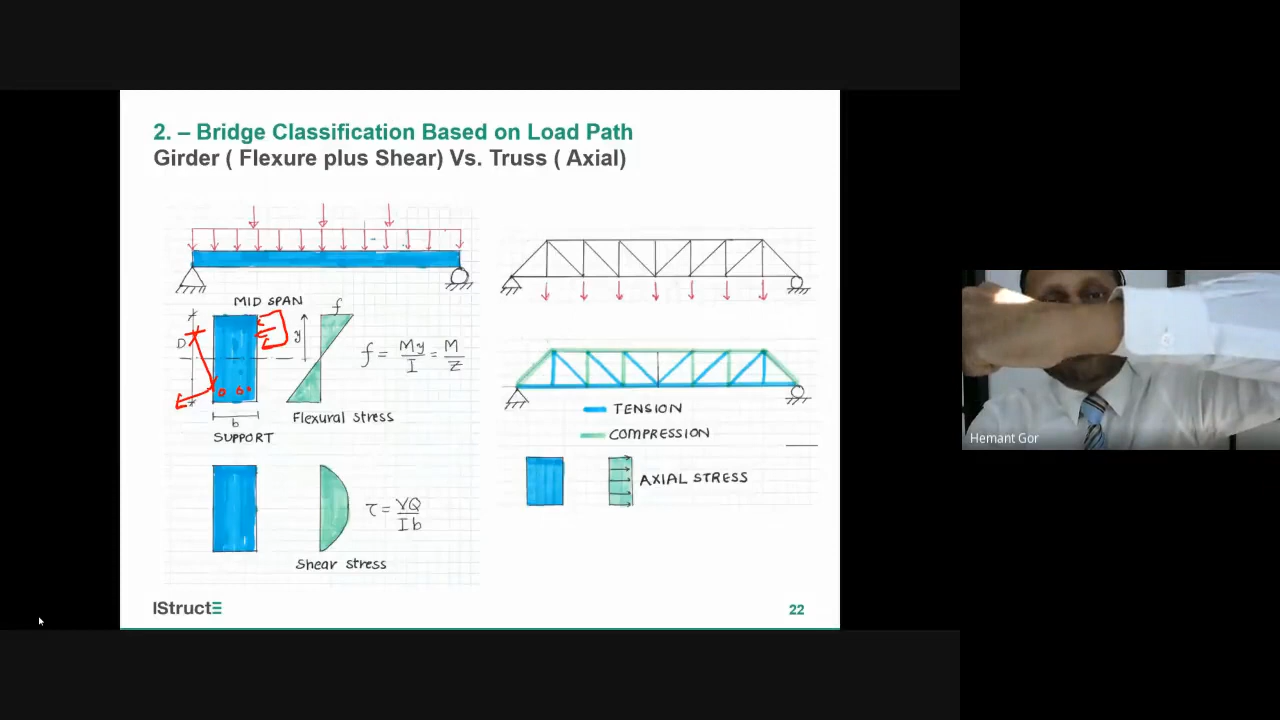 2. – Bridge Classification Based on Load Path
Girder ( Flexure plus Shear) Vs. Truss ( Axial)
MID SPAN
f
D
y
f = My/I = M/Z
b
Flexural stress
SUPPORT
τ = VQ/Ib
Shear stress
TENSION
COMPRESSION
AXIAL STRESS
IStructE
22
Hemant Gor